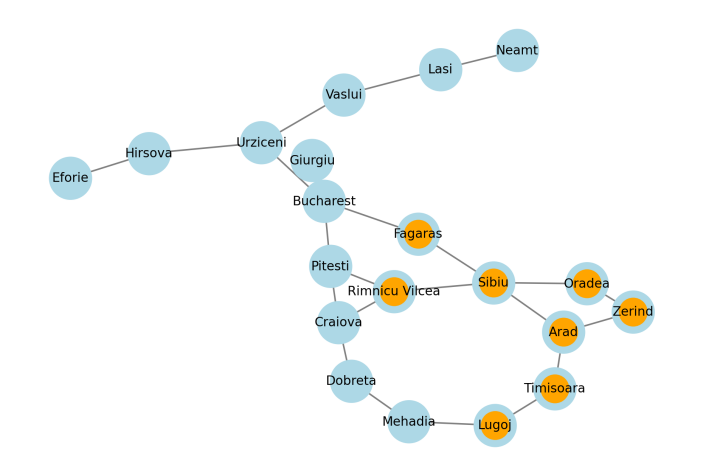 Neamt
Lasi
Vaslui
Urziceni
Hirsova
Giurgiu
Eforie
Bucharest
Fagaras
Pitesti
Sibiu
Oradea
Rimnicu Vilcea
Zerind
Craiova
Arad
Dobreta
Timisoara
Mehadia
Lugoj